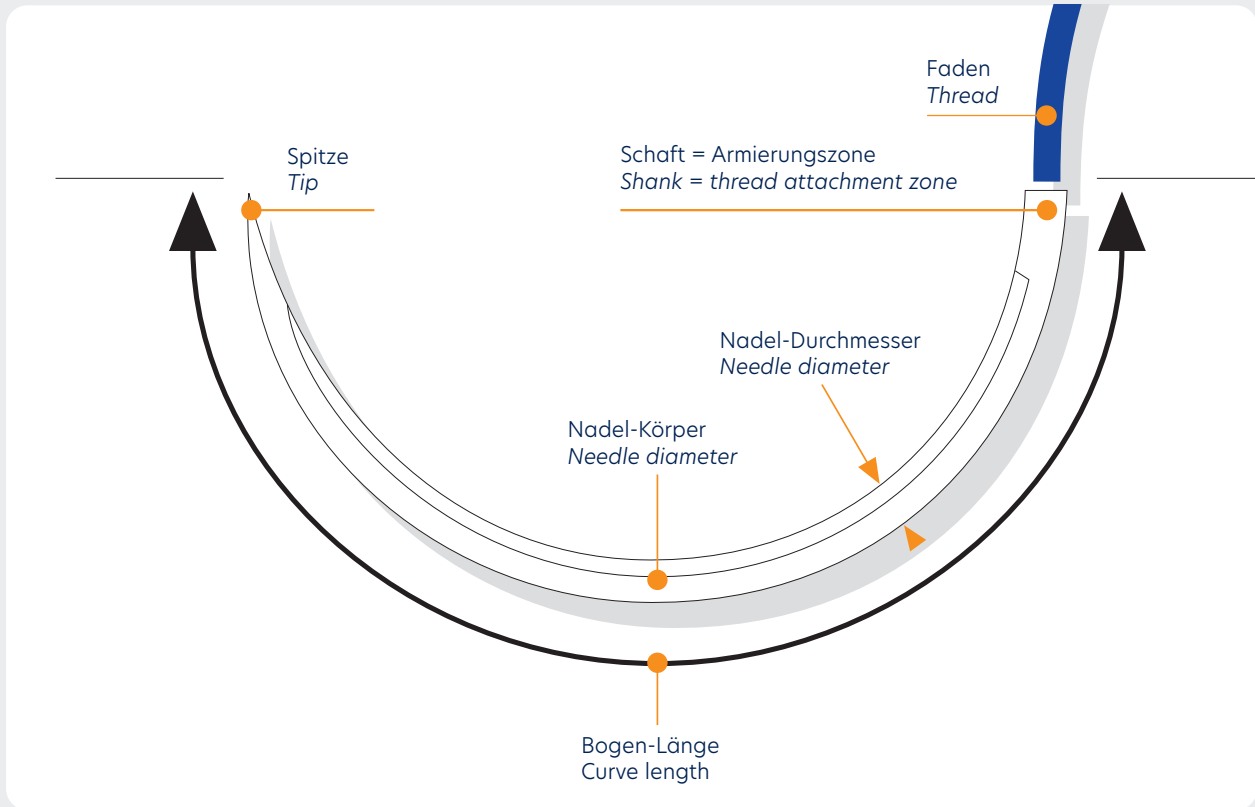 Faden
Thread
Spitze
Tip
Schaft = Armierungszone
Shank = thread attachment zone
Nadel-Durchmesser
Needle diameter
Nadel-Körper
Needle diameter
Bogen-Länge
Curve length